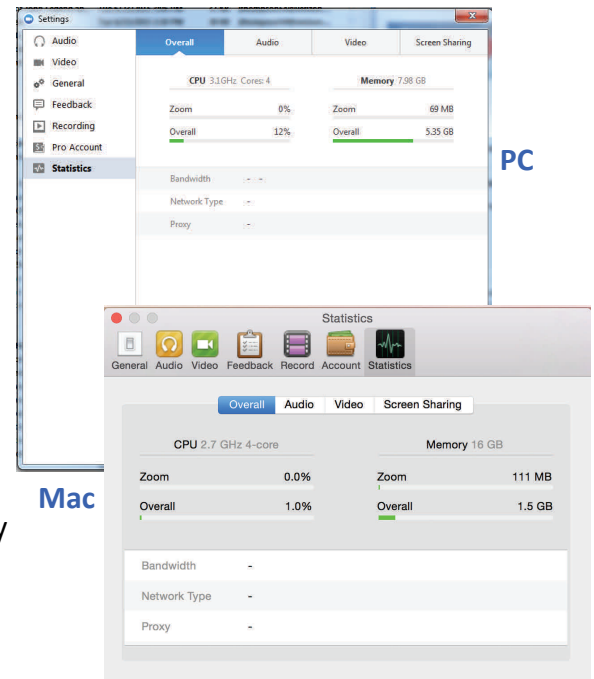 Settings
Audio
Video
General
Feedback
Recording
Pro Account
Statistics
Overall Audio Video Screen Sharing
CPU 3.1GHz Cores: 4 Memory 7.98 GB
Zoom 0% Zoom 69 MB
Overall 12% Overall 5.35 GB
Bandwidth - -
Network Type -
Proxy -
PC
Statistics
General Audio Video Feedback Record Account Statistics
Overall Audio Video Screen Sharing
CPU 2.7 GHz 4-core Memory 16 GB
Zoom 0.0% Zoom 111 MB
Overall 1.0% Overall 1.5 GB
Bandwidth -
Network Type -
Proxy -
Mac
y